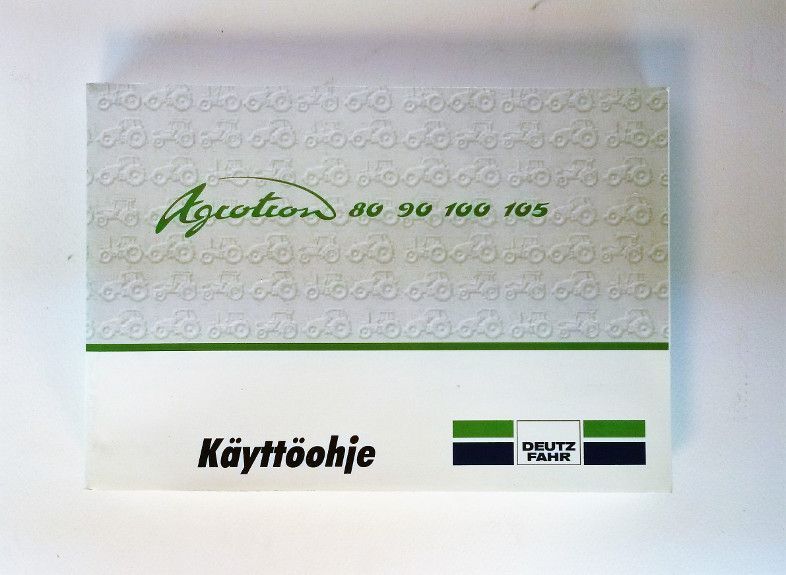 Agrotron 80 90 100 105
Käyttöohje
DEUTZ
FAHR